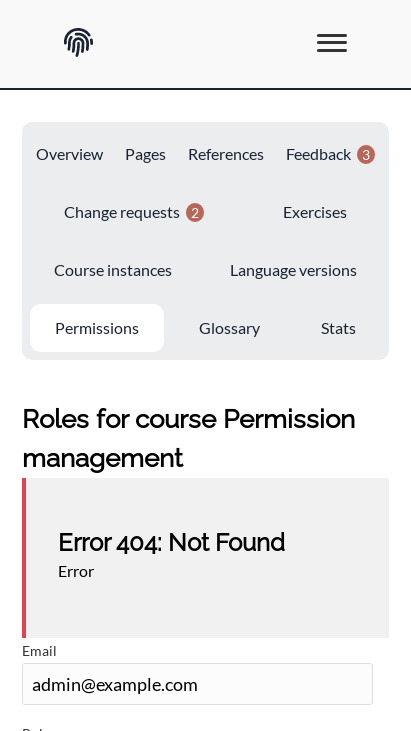 Overview Pages References Feedback 3
Change requests 2 Exercises
Course instances Language versions
Permissions Glossary Stats
Roles for course Permission
management
Error 404: Not Found
Error
Email
admin@example.com